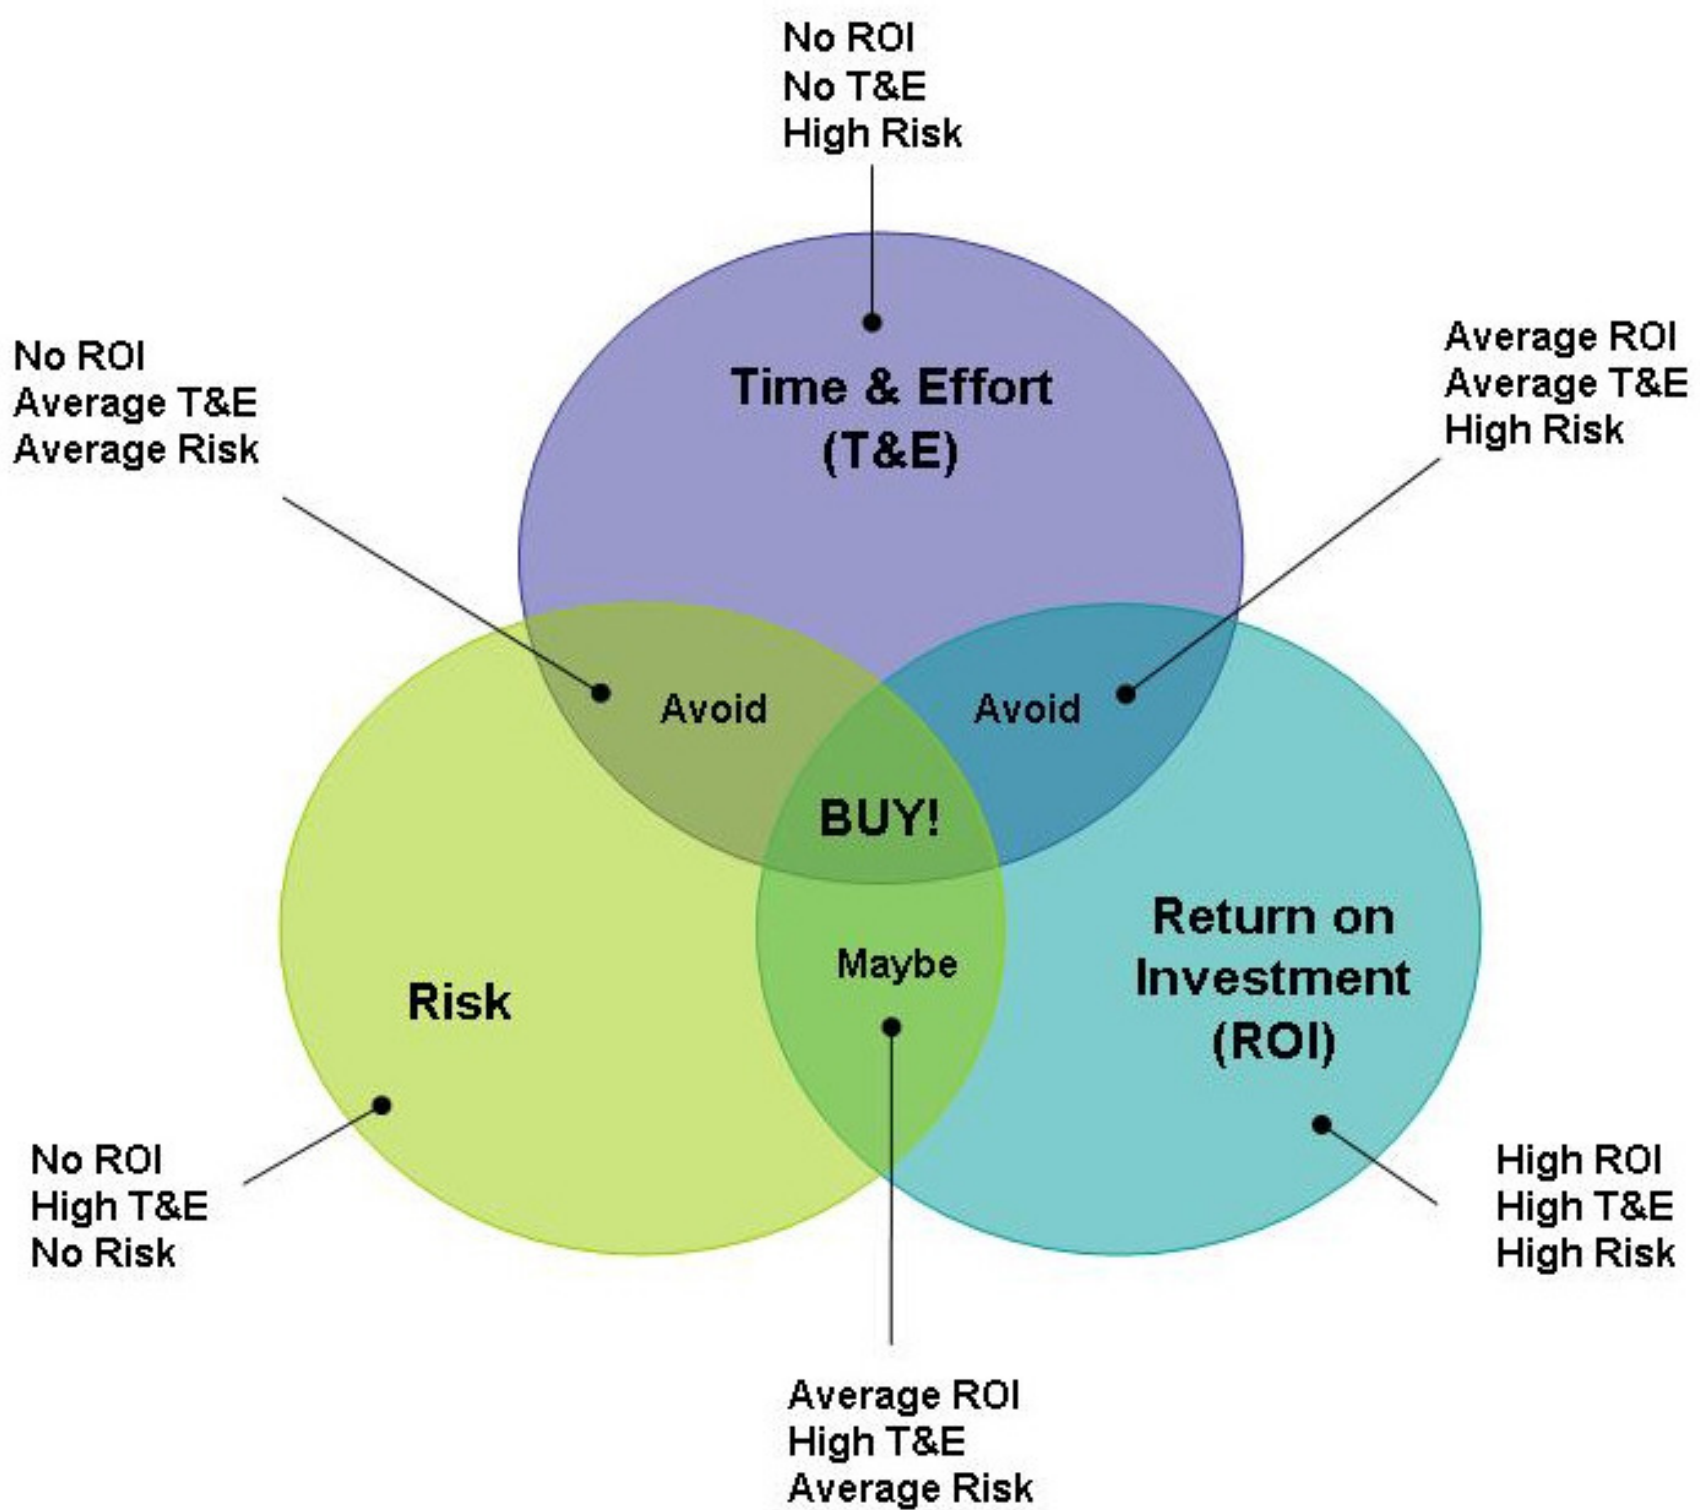 No ROI
No T&E
High Risk
No ROI
Average T&E
Average Risk
Average ROI
Average T&E
High Risk
Time & Effort
(T&E)
Avoid
Avoid
BUY!
Maybe
Risk
Return on
Investment
(ROI)
No ROI
High T&E
No Risk
High ROI
High T&E
High Risk
Average ROI
High T&E
Average Risk